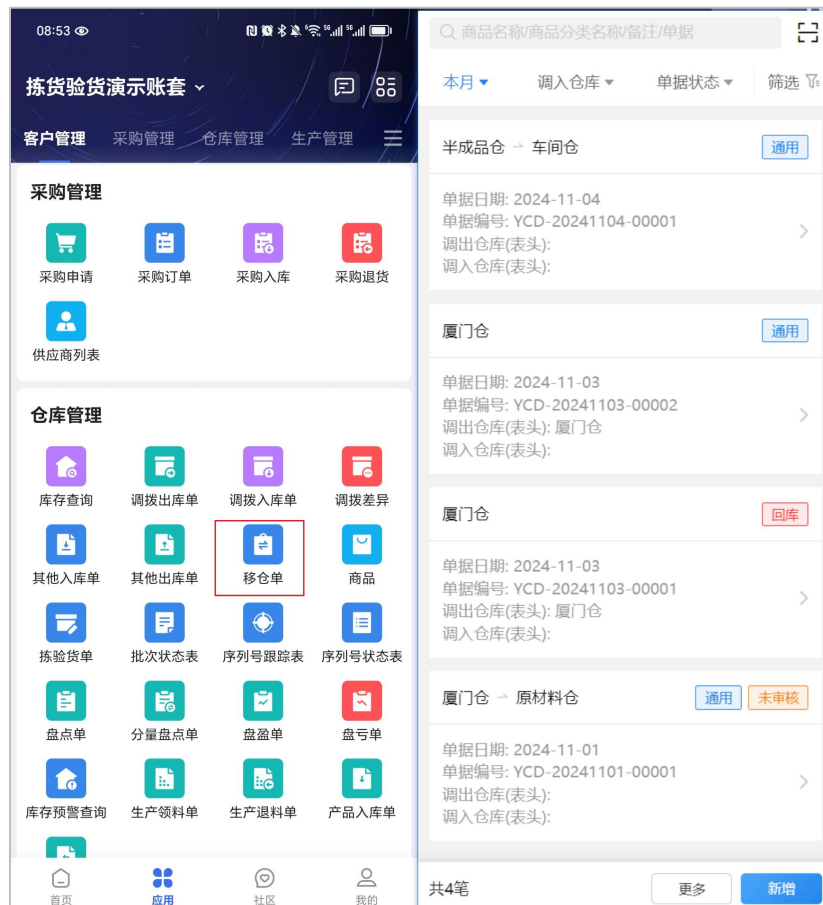 08:53
拣货验货演示账套
客户管理 采购管理 仓库管理 生产管理
采购管理
采购申请 采购订单 采购入库 采购退货
供应商列表
仓库管理
库存查询 调拨出库单 调拨入库单 调拨差异
其他入库单 其他出库单 移仓单 商品
拣验货单 批次状态表 序列号跟踪表 序列号状态表
盘点单 分量盘点单 盘盈单 盘亏单
库存预警查询 生产领料单 生产退料单 产品入库单
首页 应用 社区 我的
商品名称/商品分类名称/备注/单据
本月 调入仓库 单据状态 筛选
半成品仓 车间仓 通用
单据日期: 2024-11-04
单据编号: YCD-20241104-00001
调出仓库(表头):
调入仓库(表头):
厦门仓 通用
单据日期: 2024-11-03
单据编号: YCD-20241103-00002
调出仓库(表头): 厦门仓
调入仓库(表头):
厦门仓 回库
单据日期: 2024-11-03
单据编号: YCD-20241103-00001
调出仓库(表头): 厦门仓
调入仓库(表头):
厦门仓 原材料仓 通用 未审核
单据日期: 2024-11-01
单据编号: YCD-20241101-00001
调出仓库(表头):
调入仓库(表头):
共4笔 更多 新增